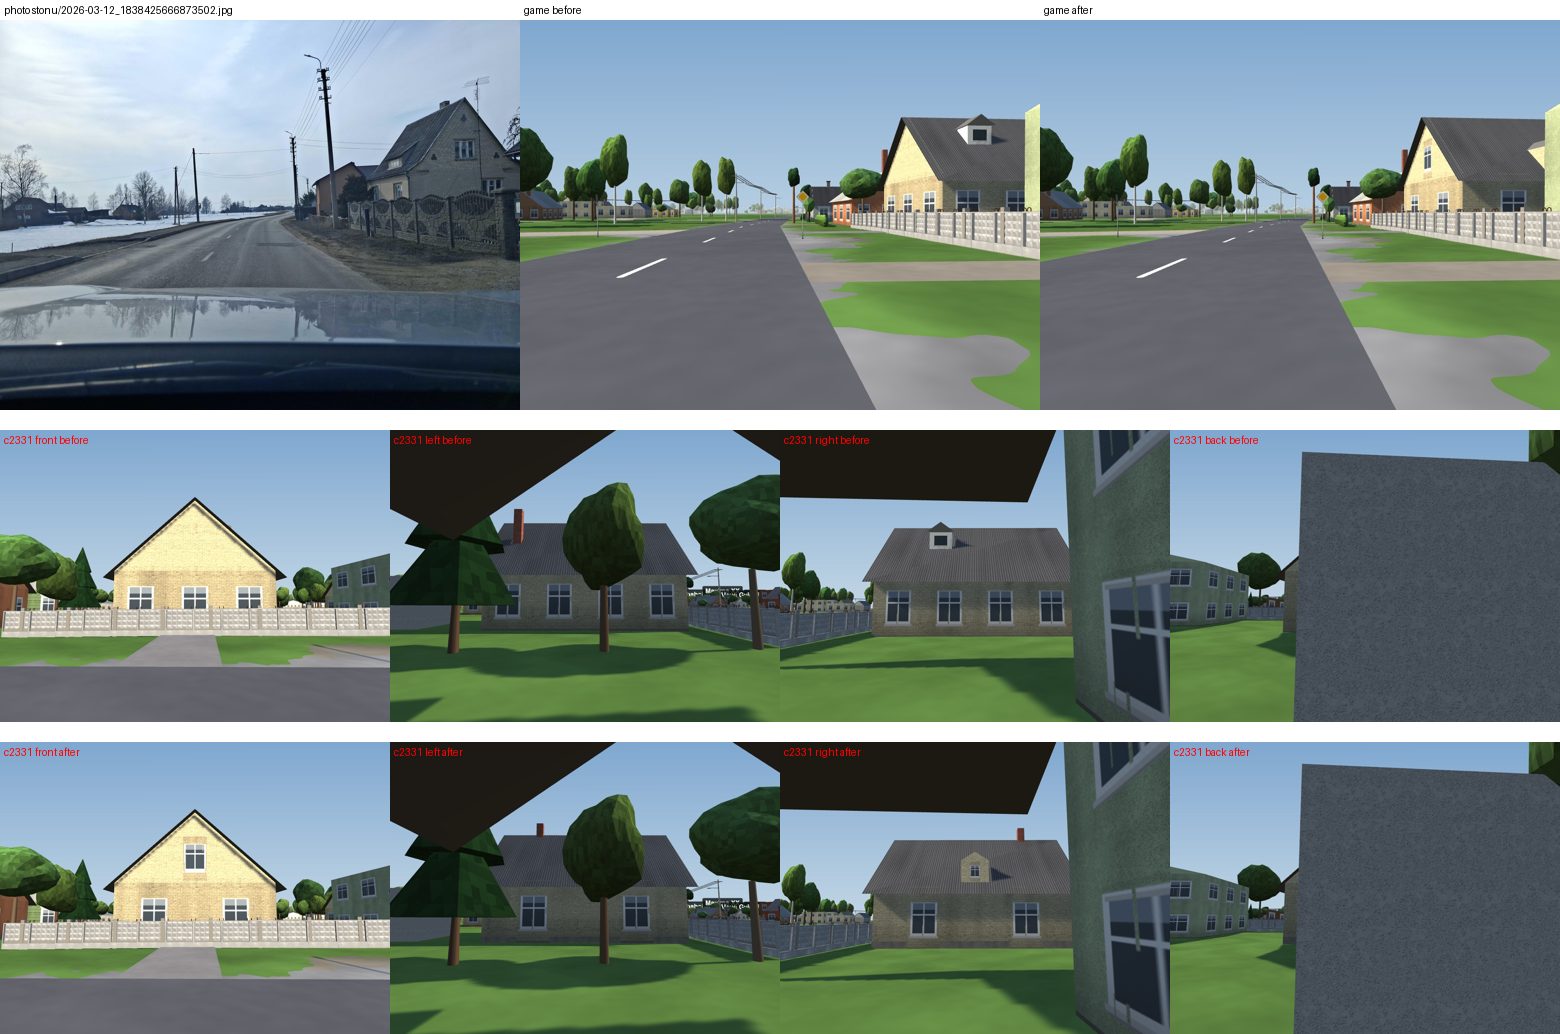 photostonu/2026-03-12_1838425666873502.jpg
game before
game after
c2331 front before
c2331 left before
c2331 right before
c2331 back before
c2331 front after
c2331 left after
c2331 right after
c2331 back after